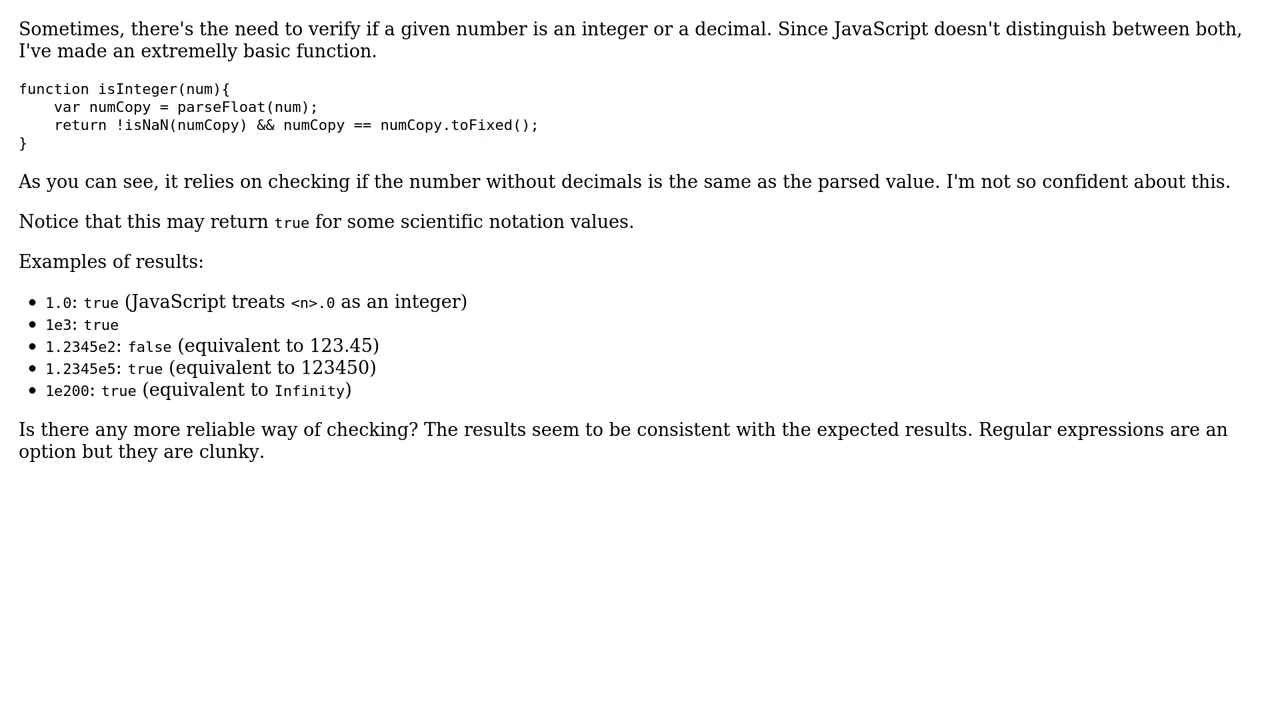 Sometimes, there's the need to verify if a given number is an integer or a decimal. Since JavaScript doesn't distinguish between both,
I've made an extremelly basic function.
function isInteger(num){
    var numCopy = parseFloat(num);
    return !isNaN(numCopy) && numCopy == numCopy.toFixed();
}
As you can see, it relies on checking if the number without decimals is the same as the parsed value. I'm not so confident about this.
Notice that this may return true for some scientific notation values.
Examples of results:
• 1.0: true (JavaScript treats <n>.0 as an integer)
• 1e3: true
• 1.2345e2: false (equivalent to 123.45)
• 1.2345e5: true (equivalent to 123450)
• 1e200: true (equivalent to Infinity)
Is there any more reliable way of checking? The results seem to be consistent with the expected results. Regular expressions are an
option but they are clunky.